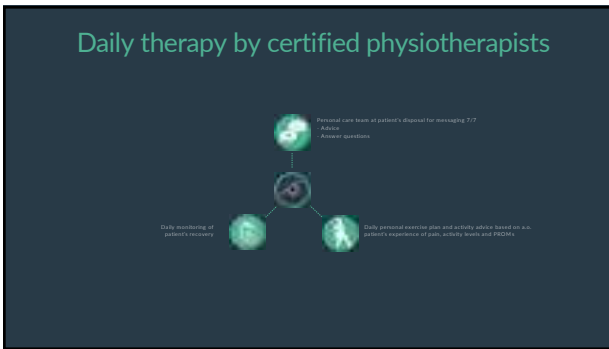 Daily therapy by certified physiotherapists
Personal care team at patient's disposal for messaging 7/7
- Advice
- Answer questions
Daily monitoring of
patient's recovery
Daily personal exercise plan and activity advice based on a.o.
patient's experience of pain, activity levels and PROMs